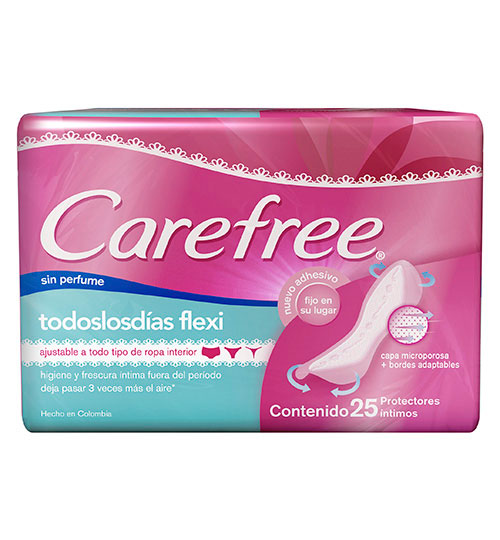 Carefree®
sin perfume
todoslosdías flexi
ajustable a todo tipo de ropa interior
higiene y frescura íntima fuera del período
deja pasar 3 veces más el aire*
Hecho en Colombia
nuevo adhesivo
fijo en
su lugar
capa microporosa
+ bordes adaptables
Contenido 25 Protectores
íntimos